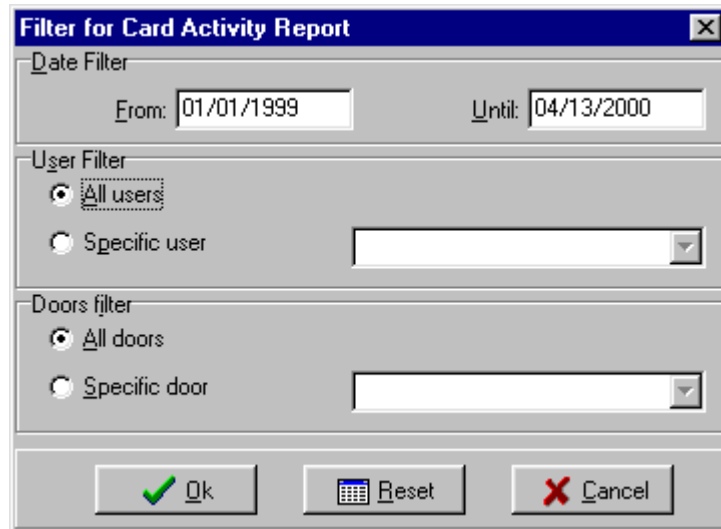 Filter for Card Activity Report
Date Filter
From: 01/01/1999 Until: 04/13/2000
User Filter
All users
Specific user
Doors filter
All doors
Specific door
Ok Reset Cancel